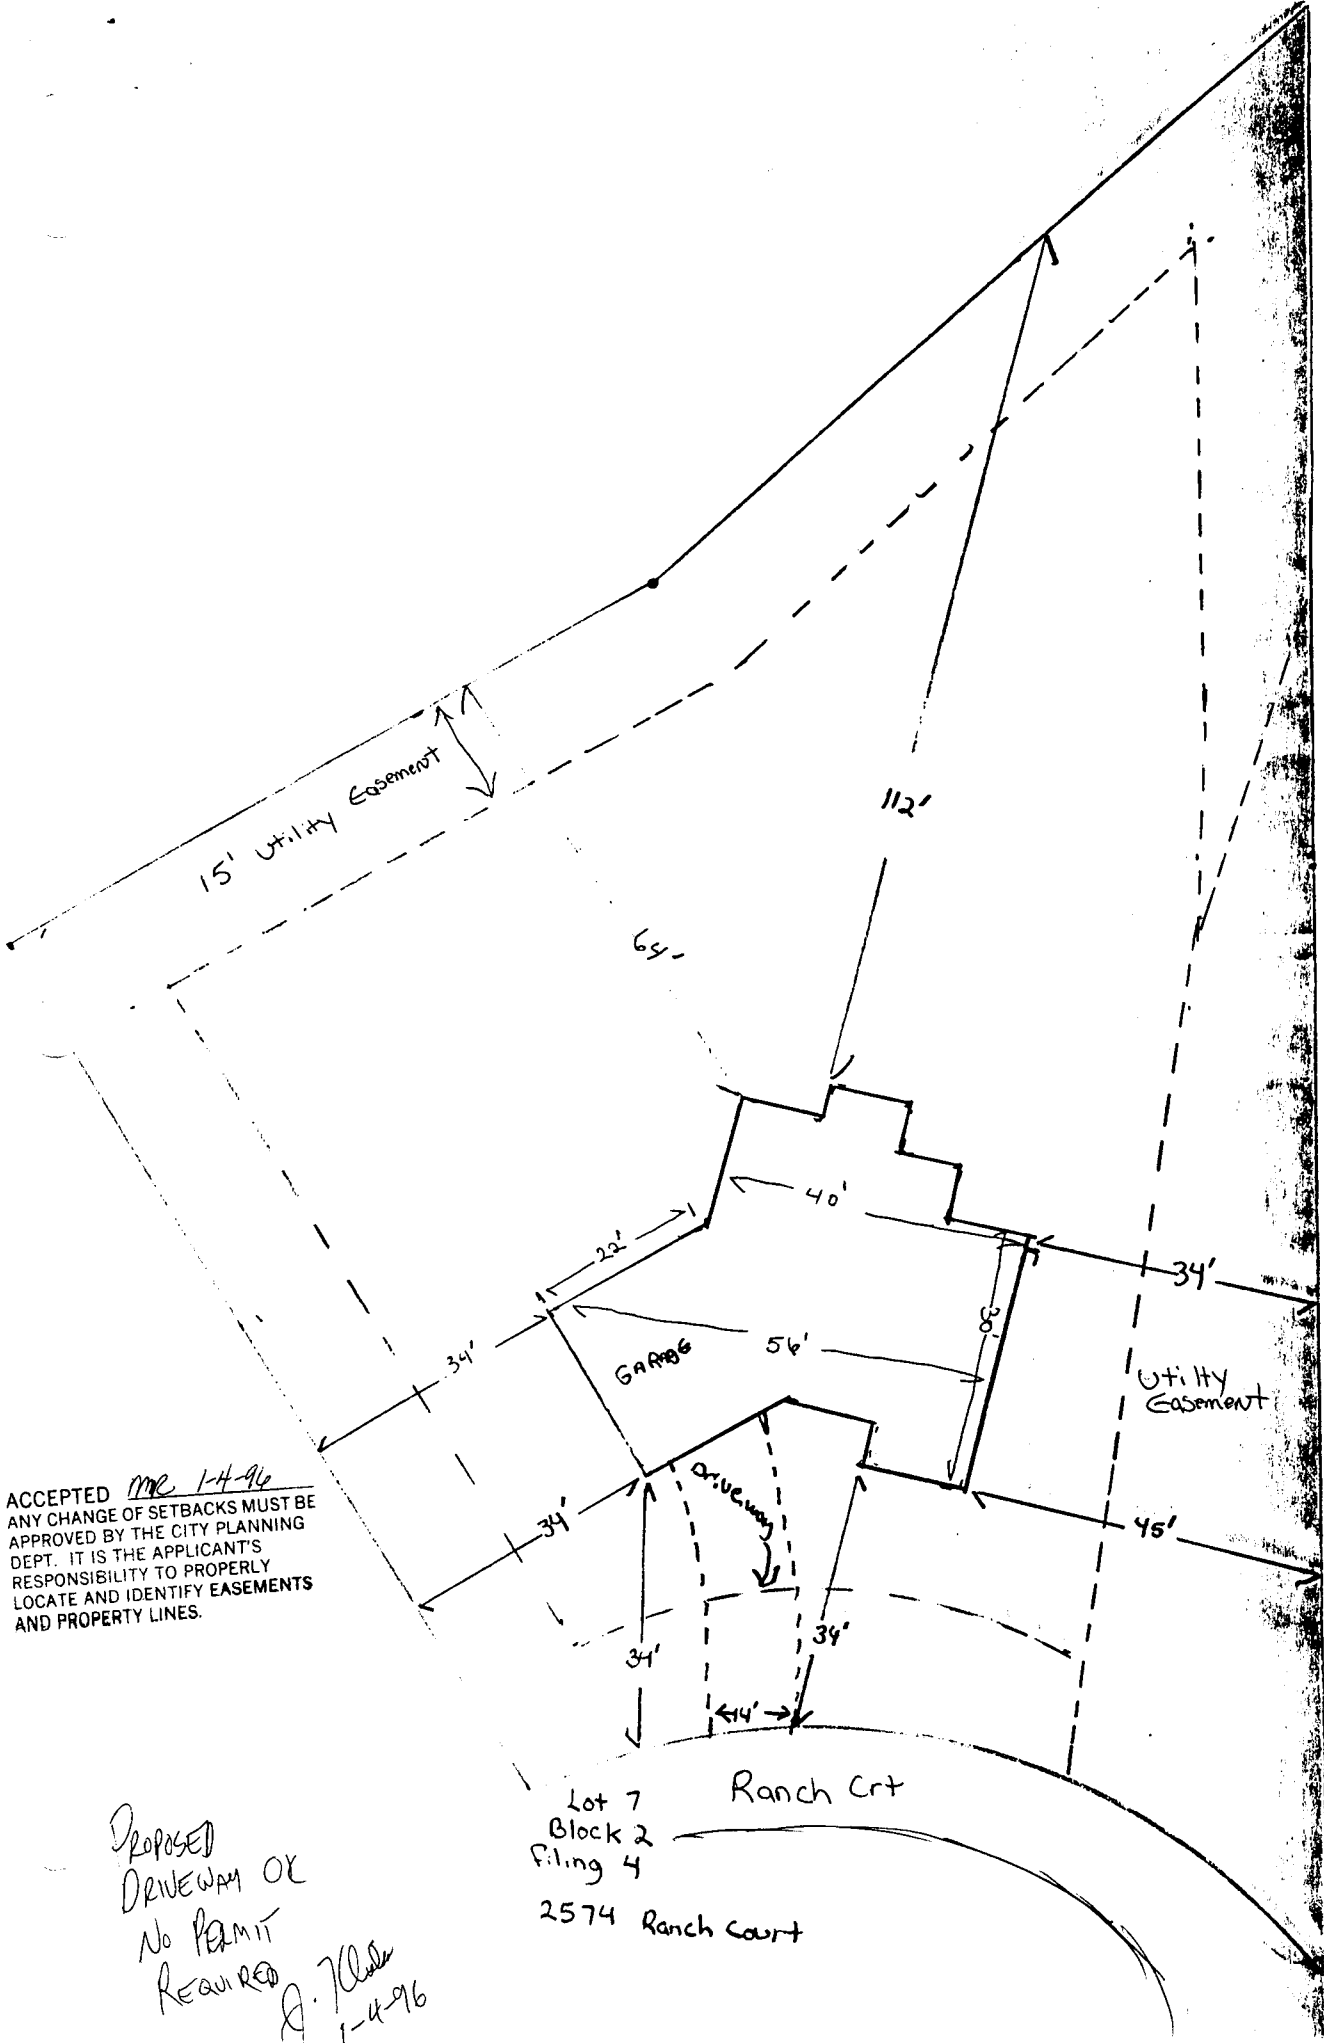 15' Utility Easement
112'
40'
22'
34'
56'
30'
34'
GARAGE
Utility
Easement
Driveway
34'
45'
34'
34'
14'
ACCEPTED MR 1-4-96
ANY CHANGE OF SETBACKS MUST BE
APPROVED BY THE CITY PLANNING
DEPT. IT IS THE APPLICANT'S
RESPONSIBILITY TO PROPERLY
LOCATE AND IDENTIFY EASEMENTS
AND PROPERTY LINES.
Ranch Crt
Lot 7
Block 2
Filing 4
2574 Ranch Court
PROPOSED
DRIVEWAY OK
NO PERMIT
REQUIRED
1-4-96